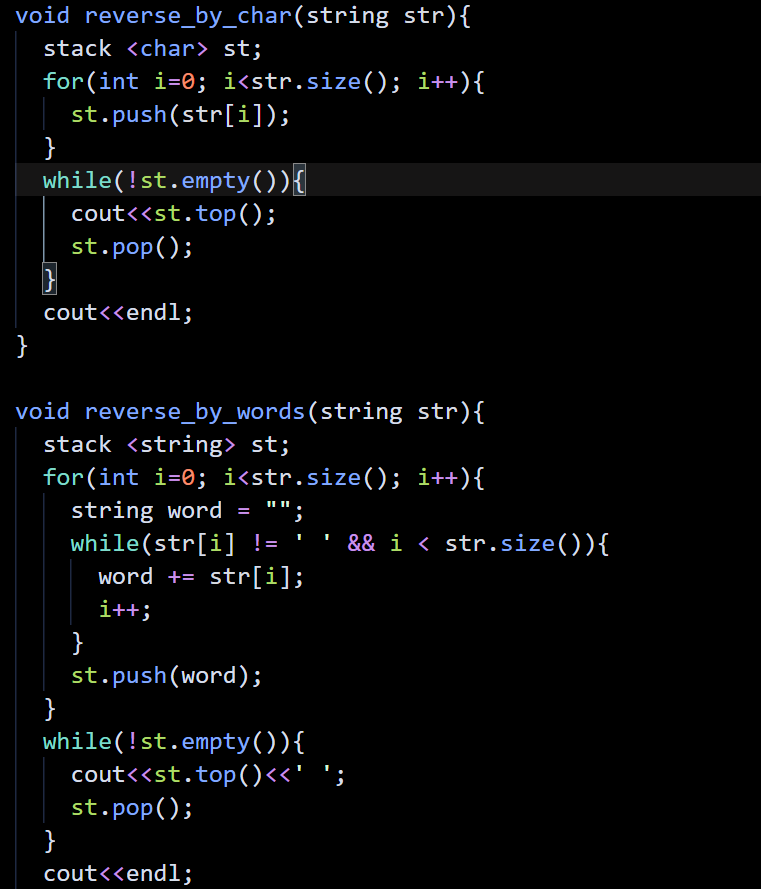 void reverse_by_char(string str){
  stack <char> st;
  for(int i=0; i<str.size(); i++){
    st.push(str[i]);
  }
  while(!st.empty()){
    cout<<st.top();
    st.pop();
  }
  cout<<endl;
}

void reverse_by_words(string str){
  stack <string> st;
  for(int i=0; i<str.size(); i++){
    string word = "";
    while(str[i] != ' ' && i < str.size()){
      word += str[i];
      i++;
    }
    st.push(word);
  }
  while(!st.empty()){
    cout<<st.top()<<' ';
    st.pop();
  }
  cout<<endl;